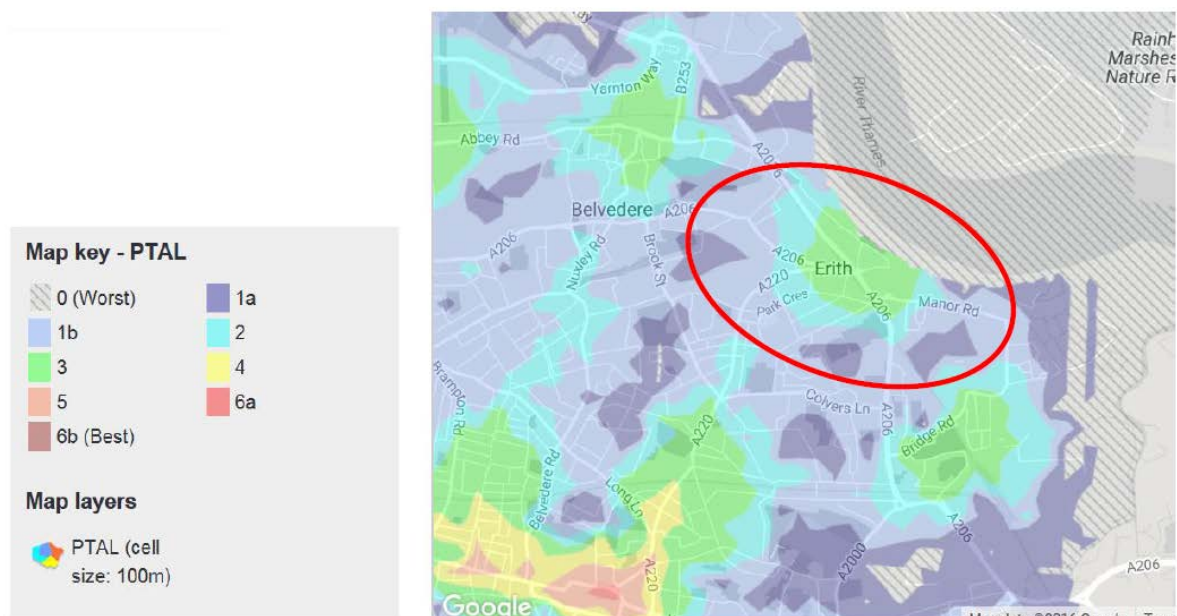 Map key - PTAL
0 (Worst)
1a
1b
2
3
4
5
6a
6b (Best)
Map layers
PTAL (cell
size: 100m)
Yarnton Way
B253
Abbey Rd
A2016
River Thames
Marshes
Nature R
Belvedere
A206
A206
Nuxley Rd
Brook St
A206
Erith
A220
Park Cres
A206
Manor Rd
Brampton Rd
Colyers Ln
A206
A220
Bridge Rd
Belvedere Rd
Long Ln
A206
A220
A2000
A206
Google